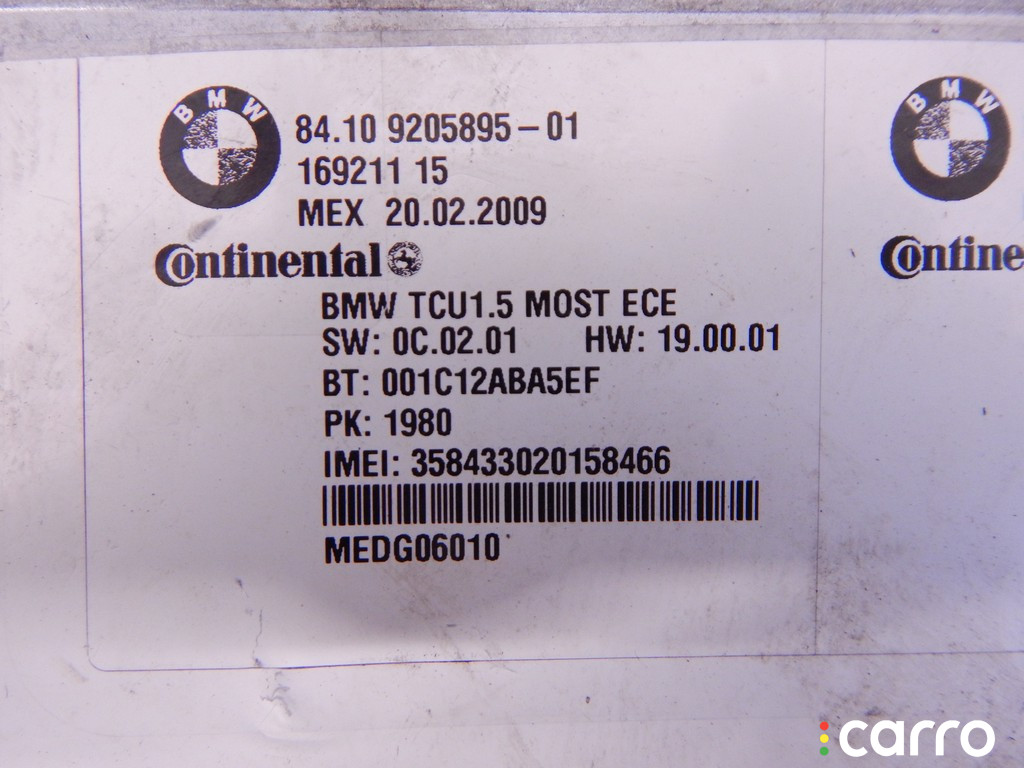 BMW
84.10 9205895-01
169211 15
MEX 20.02.2009
Continental
BMW TCU1.5 MOST ECE
SW: 0C.02.01 HW: 19.00.01
BT: 001C12ABA5EF
PK: 1980
IMEI: 358433020158466
MEDG06010
BMW
Contine
carro